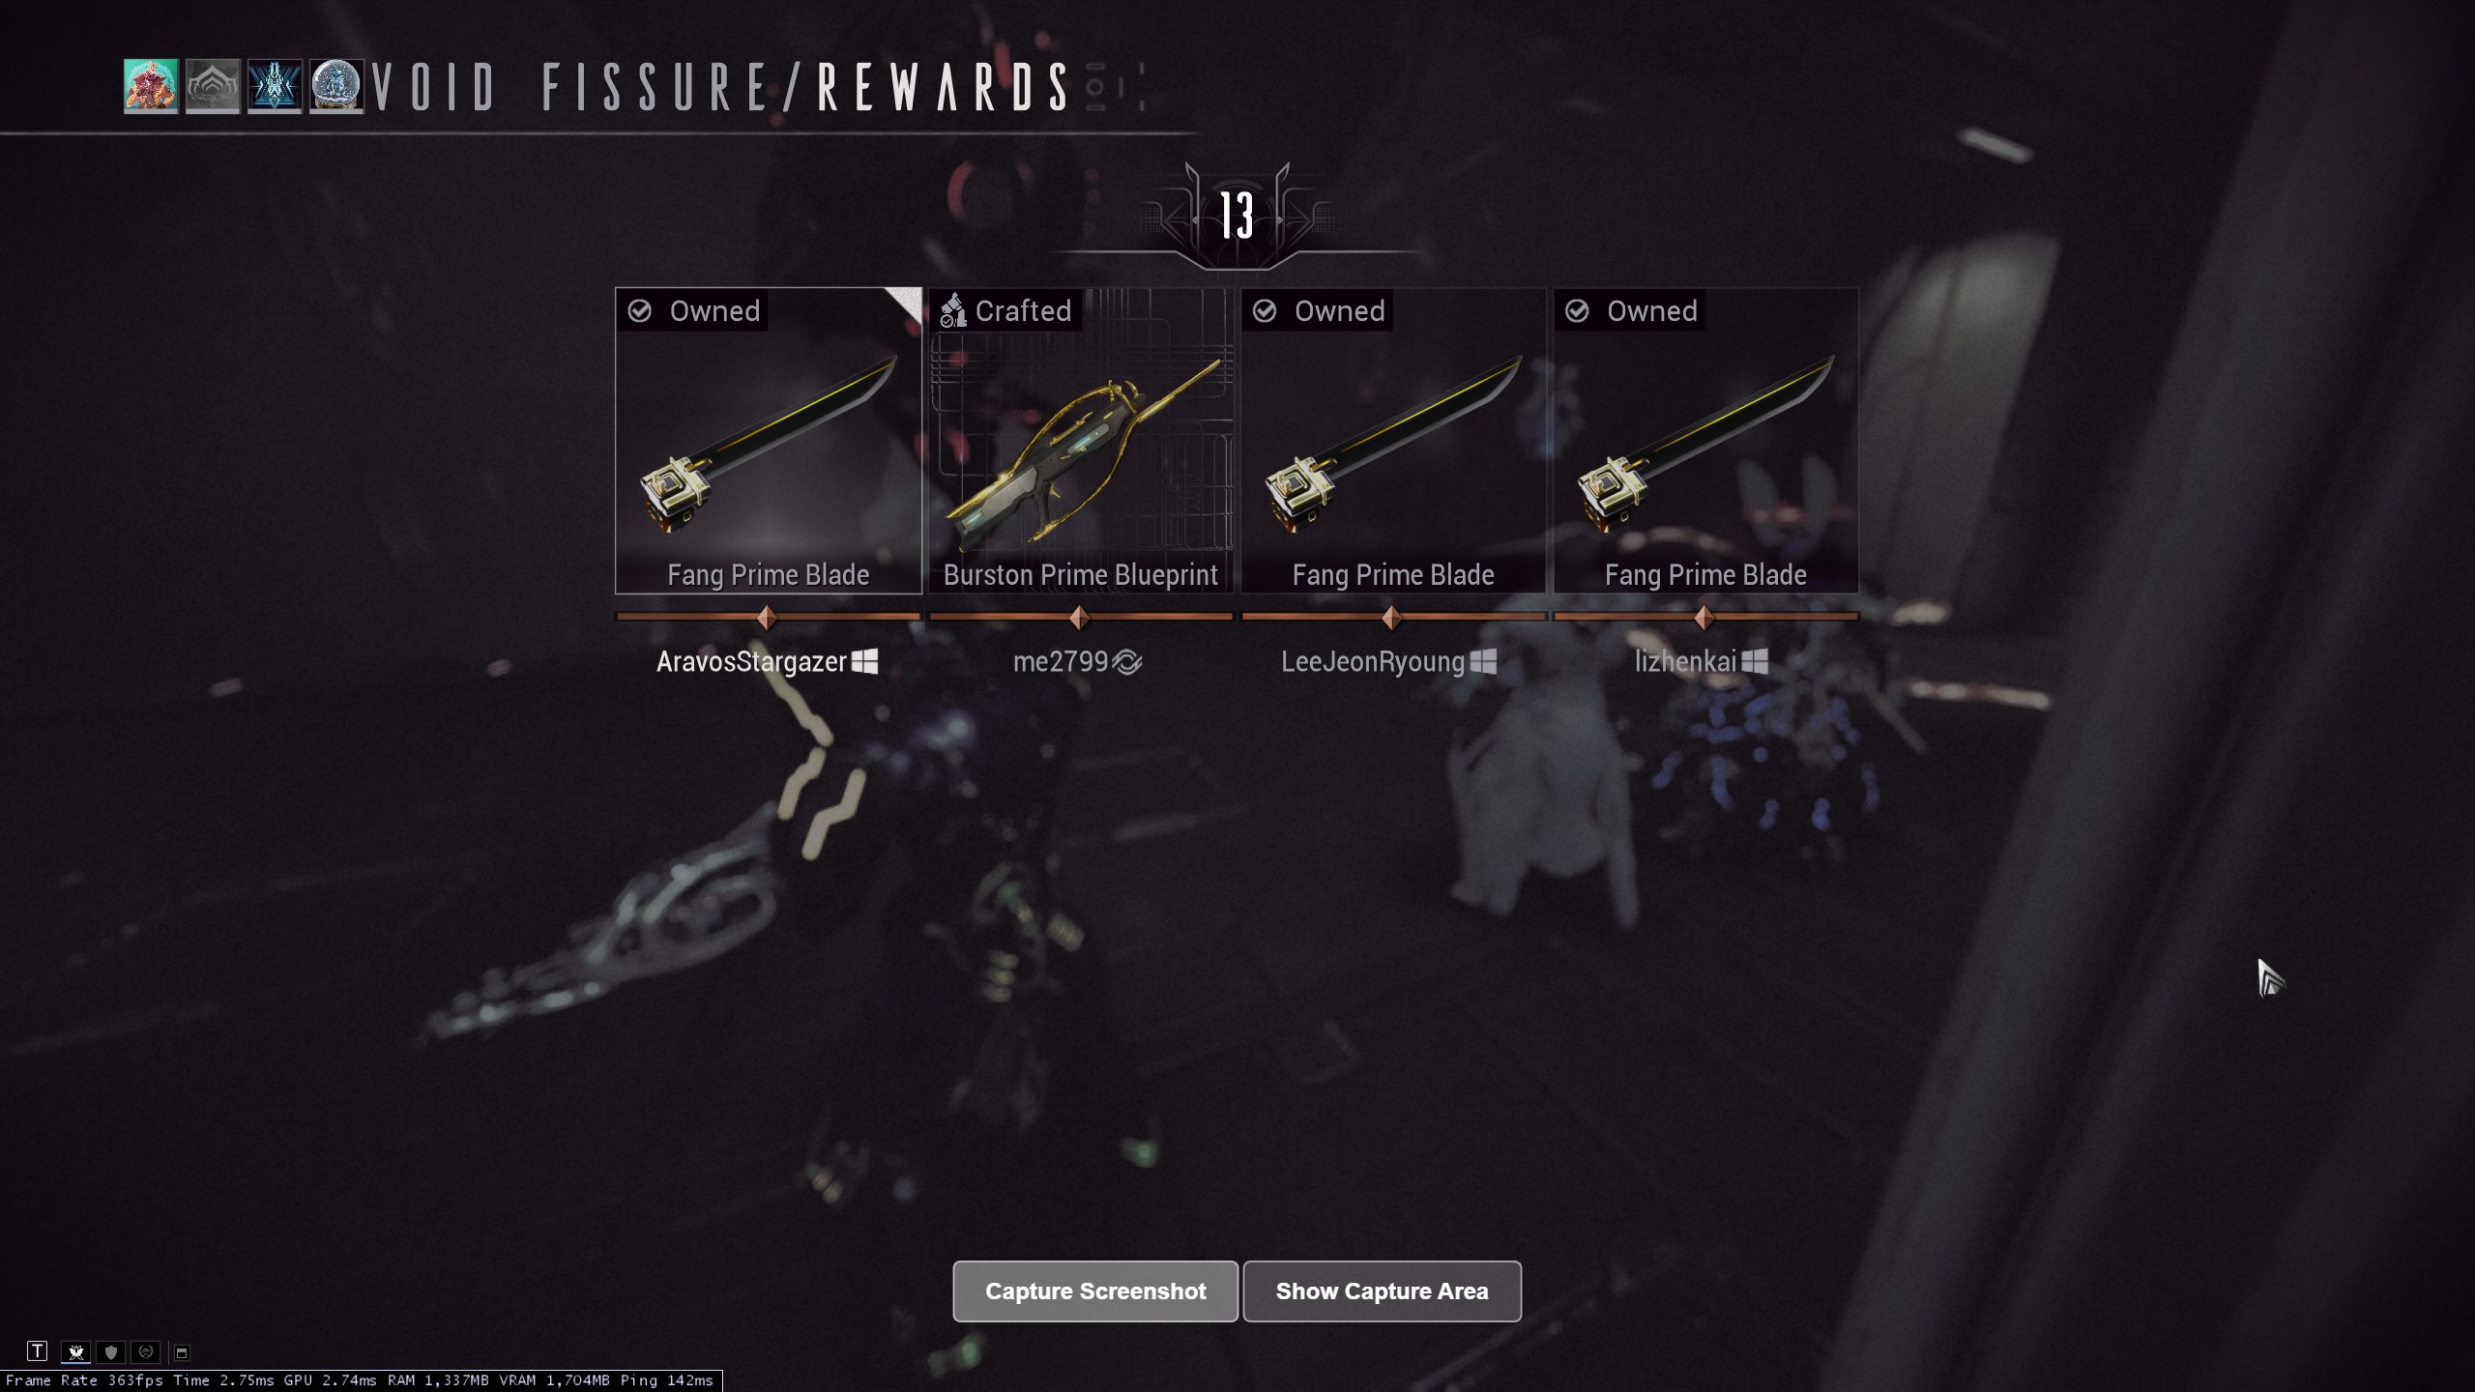 VOID FISSURE/REWARDS
13
Owned
Crafted
Owned
Owned
Fang Prime Blade
Burston Prime Blueprint
Fang Prime Blade
Fang Prime Blade
AravosStargazer
me2799
LeeJeonRyoung
lizhenkai
Capture Screenshot
Show Capture Area
T
Frame Rate 363fps Time 2.75ms GPU 2.74ms RAM 1,337MB VRAM 1,704MB Ping 142ms